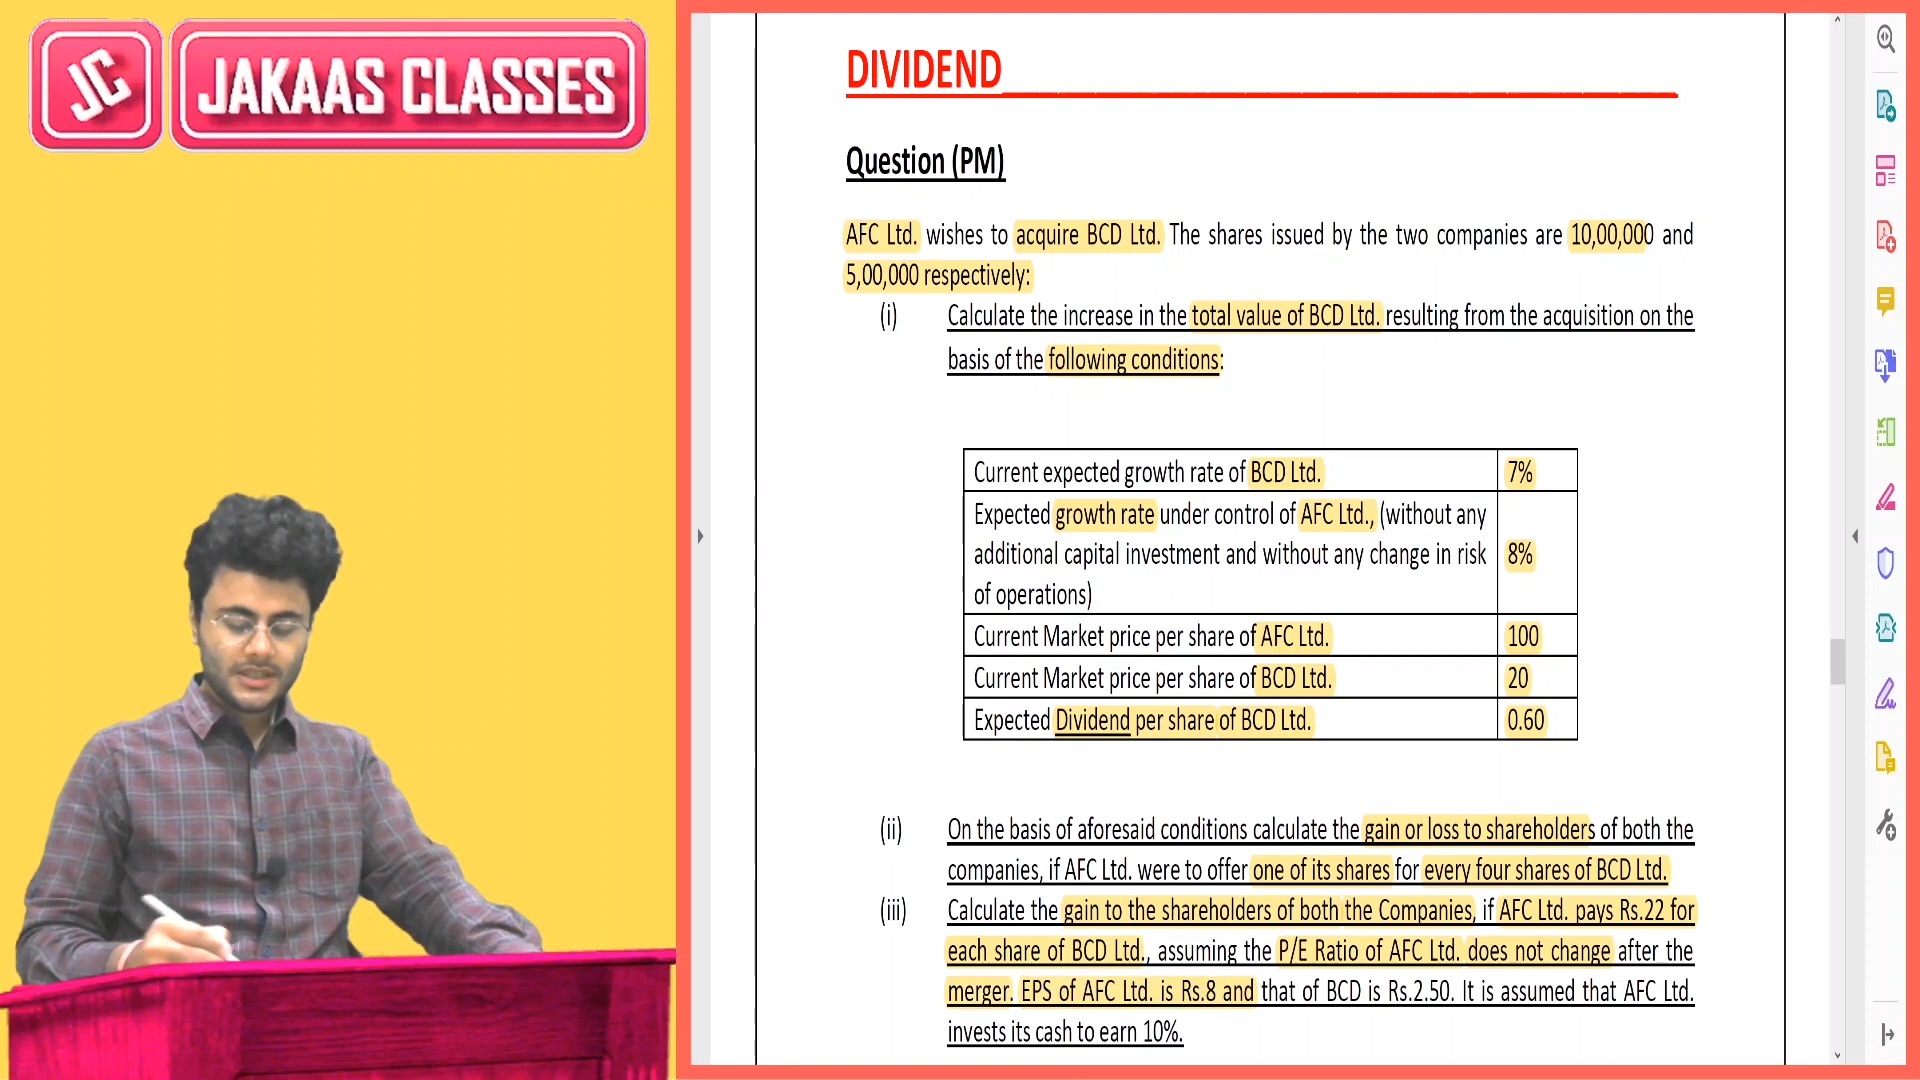 JC JAKAAS CLASSES
DIVIDEND
Question (PM)
AFC Ltd. wishes to acquire BCD Ltd. The shares issued by the two companies are 10,00,000 and
5,00,000 respectively:
(i) Calculate the increase in the total value of BCD Ltd. resulting from the acquisition on the
basis of the following conditions:
Current expected growth rate of BCD Ltd. 7%
Expected growth rate under control of AFC Ltd., (without any
additional capital investment and without any change in risk 8%
of operations)
Current Market price per share of AFC Ltd. 100
Current Market price per share of BCD Ltd. 20
Expected Dividend per share of BCD Ltd. 0.60
(ii) On the basis of aforesaid conditions calculate the gain or loss to shareholders of both the
companies, if AFC Ltd. were to offer one of its shares for every four shares of BCD Ltd.
(iii) Calculate the gain to the shareholders of both the Companies, if AFC Ltd. pays Rs.22 for
each share of BCD Ltd., assuming the P/E Ratio of AFC Ltd. does not change after the
merger. EPS of AFC Ltd. is Rs.8 and that of BCD is Rs.2.50. It is assumed that AFC Ltd.
invests its cash to earn 10%.